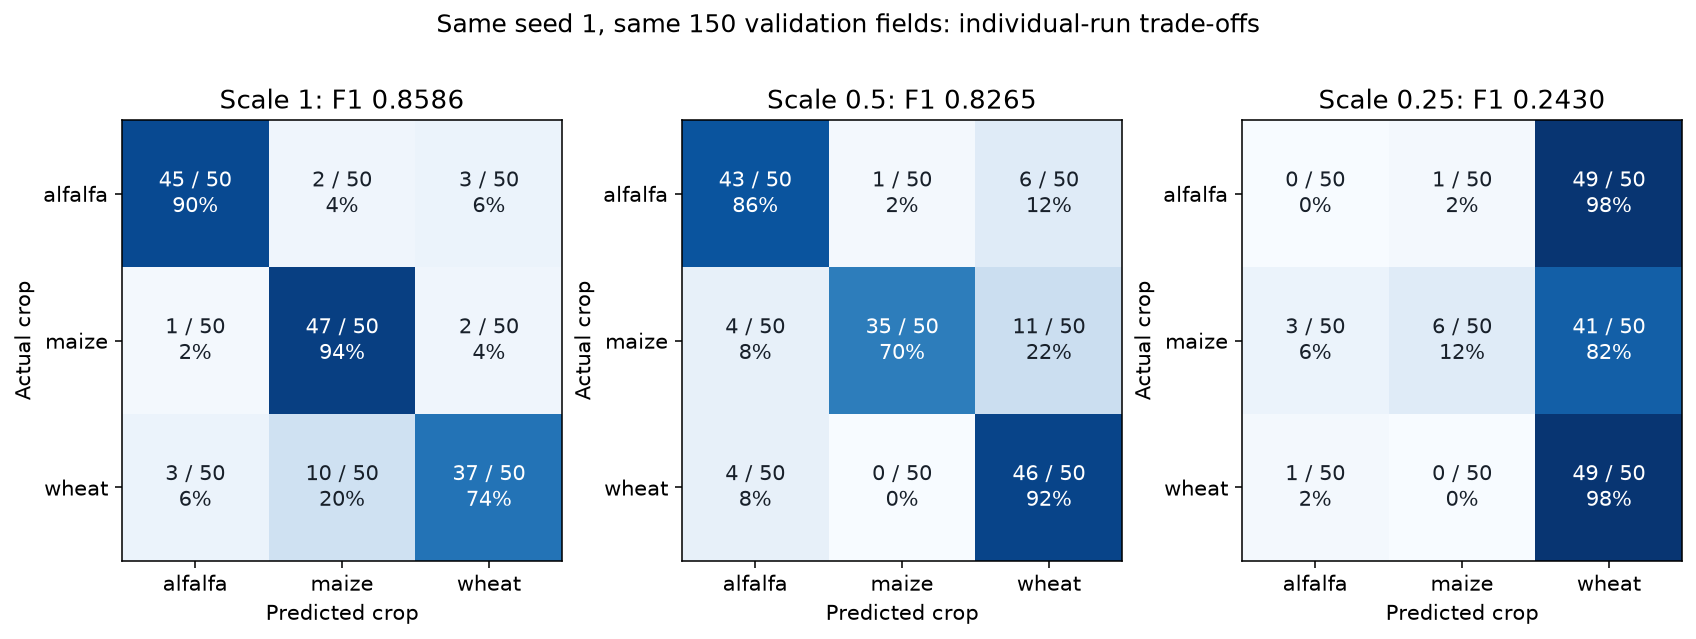 Same seed 1, same 150 validation fields: individual-run trade-offs
Scale 1: F1 0.8586
Actual crop
alfalfa
45 / 50
90%
2 / 50
4%
3 / 50
6%
maize
1 / 50
2%
47 / 50
94%
2 / 50
4%
wheat
3 / 50
6%
10 / 50
20%
37 / 50
74%
alfalfa
maize
wheat
Predicted crop
Scale 0.5: F1 0.8265
Actual crop
alfalfa
43 / 50
86%
1 / 50
2%
6 / 50
12%
maize
4 / 50
8%
35 / 50
70%
11 / 50
22%
wheat
4 / 50
8%
0 / 50
0%
46 / 50
92%
alfalfa
maize
wheat
Predicted crop
Scale 0.25: F1 0.2430
Actual crop
alfalfa
0 / 50
0%
1 / 50
2%
49 / 50
98%
maize
3 / 50
6%
6 / 50
12%
41 / 50
82%
wheat
1 / 50
2%
0 / 50
0%
49 / 50
98%
alfalfa
maize
wheat
Predicted crop